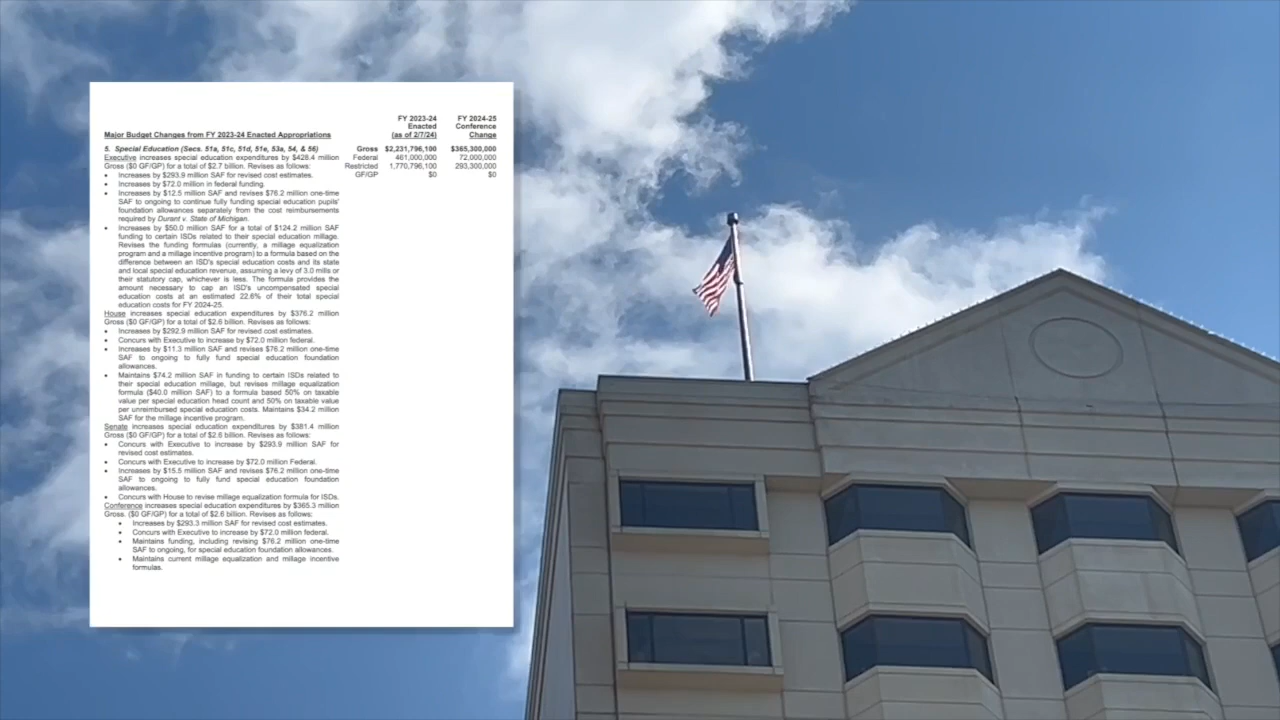 FY 2023-24 FY 2024-25
Enacted Conference
Major Budget Changes from FY 2023-24 Enacted Appropriations (as of 2/7/24) Change
5. Special Education (Secs. 51a, 51c, 51d, 51e, 53a, 54, & 56) Gross $2,231,796,100 $365,300,000
Executive increases special education expenditures by $428.4 million Federal 461,000,000 72,000,000
Gross ($0 GF/GP) for a total of $2.7 billion. Revises as follows: Restricted 1,770,796,100 293,300,000
• Increases by $293.9 million SAF for revised cost estimates. GF/GP $0 $0
• Increases by $72.0 million in federal funding.
• Increases by $12.5 million SAF and revises $76.2 million one-time
SAF to ongoing to continue fully funding special education pupils'
foundation allowances separately from the cost reimbursements
required by Durant v. State of Michigan.
• Increases by $50.0 million SAF for a total of $124.2 million SAF
funding to certain ISDs related to their special education millage.
Revises the funding formulas (currently, a millage equalization
program and a millage incentive program) to a formula based on the
difference between an ISD's special education costs and its state
and local special education revenue, assuming a levy of 3.0 mills or
their statutory cap, whichever is less. The formula provides the
amount necessary to cap an ISD's uncompensated special
education costs at an estimated 22.6% of their total special
education costs for FY 2024-25.
House increases special education expenditures by $376.2 million
Gross ($0 GF/GP) for a total of $2.6 billion. Revises as follows:
• Increases by $292.9 million SAF for revised cost estimates.
• Concurs with Executive to increase by $72.0 million federal.
• Increases by $11.3 million SAF and revises $76.2 million one-time
SAF to ongoing to fully fund special education foundation
allowances.
• Maintains $74.2 million SAF in funding to certain ISDs related to
their special education millage, but revises millage equalization
formula ($40.0 million SAF) to a formula based 50% on taxable
value per special education head count and 50% on taxable value
per unreimbursed special education costs. Maintains $34.2 million
SAF for the millage incentive program.
Senate increases special education expenditures by $381.4 million
Gross ($0 GF/GP) for a total of $2.6 billion. Revises as follows:
• Concurs with Executive to increase by $293.9 million SAF for
revised cost estimates.
• Concurs with Executive to increase by $72.0 million Federal.
• Increases by $15.5 million SAF and revises $76.2 million one-time
SAF to ongoing to fully fund special education foundation
allowances.
• Concurs with House to revise millage equalization formula for ISDs.
Conference increases special education expenditures by $365.3 million
Gross. ($0 GF/GP) for a total of $2.6 billion. Revises as follows:
• Increases by $293.3 million SAF for revised cost estimates.
• Concurs with Executive to increase by $72.0 million federal.
• Maintains funding, including revising $76.2 million one-time
SAF to ongoing, for special education foundation allowances.
• Maintains current millage equalization and millage incentive
formulas.